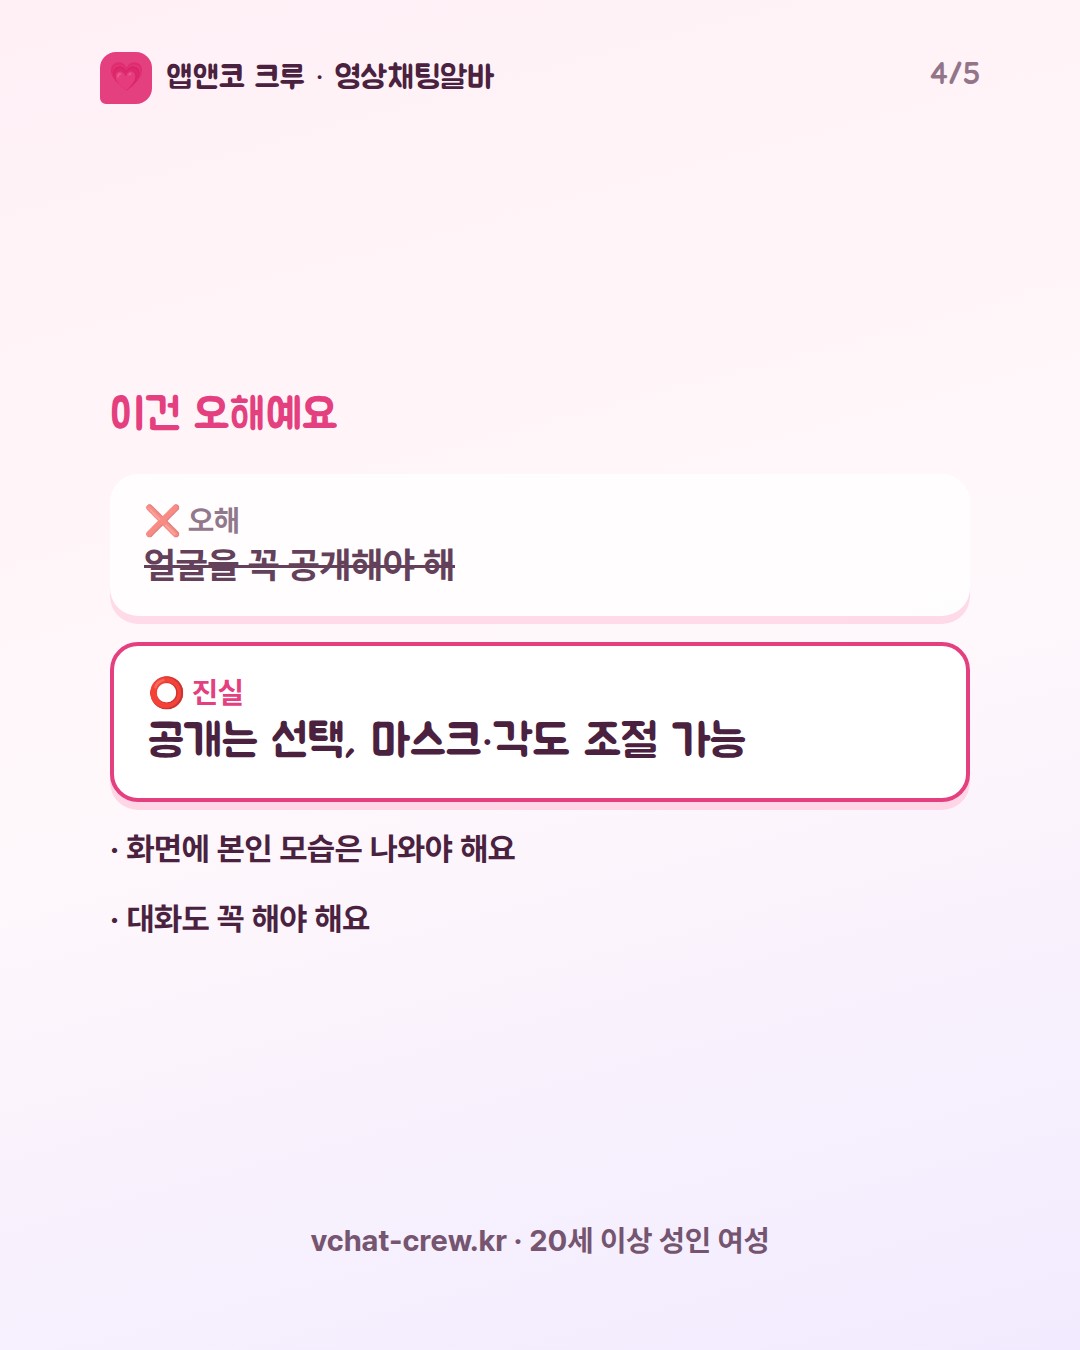 앱앤코 크루 · 영상채팅알바
4/5
이건 오해예요
❌ 오해
얼굴을 꼭 공개해야 해
⭕ 진실
공개는 선택, 마스크·각도 조절 가능
· 화면에 본인 모습은 나와야 해요
· 대화도 꼭 해야 해요
vchat-crew.kr · 20세 이상 성인 여성